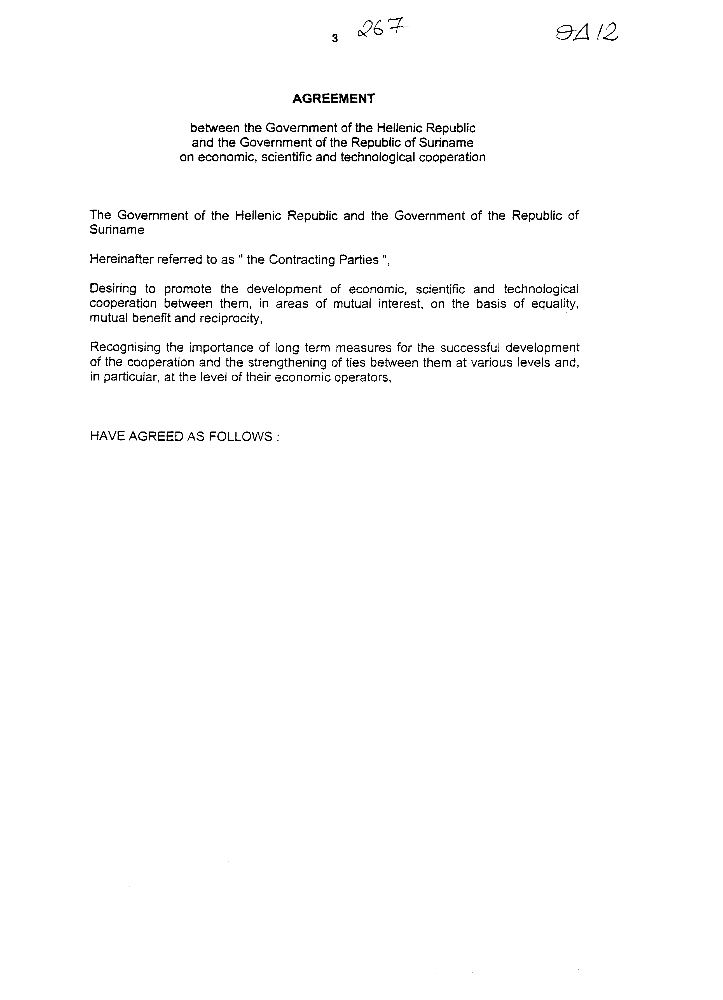 3 267 ΘΔ 12
AGREEMENT
between the Government of the Hellenic Republic
and the Government of the Republic of Suriname
on economic, scientific and technological cooperation
The Government of the Hellenic Republic and the Government of the Republic of
Suriname
Hereinafter referred to as " the Contracting Parties ",
Desiring to promote the development of economic, scientific and technological
cooperation between them, in areas of mutual interest, on the basis of equality,
mutual benefit and reciprocity,
Recognising the importance of long term measures for the successful development
of the cooperation and the strengthening of ties between them at various levels and,
in particular, at the level of their economic operators,
HAVE AGREED AS FOLLOWS :